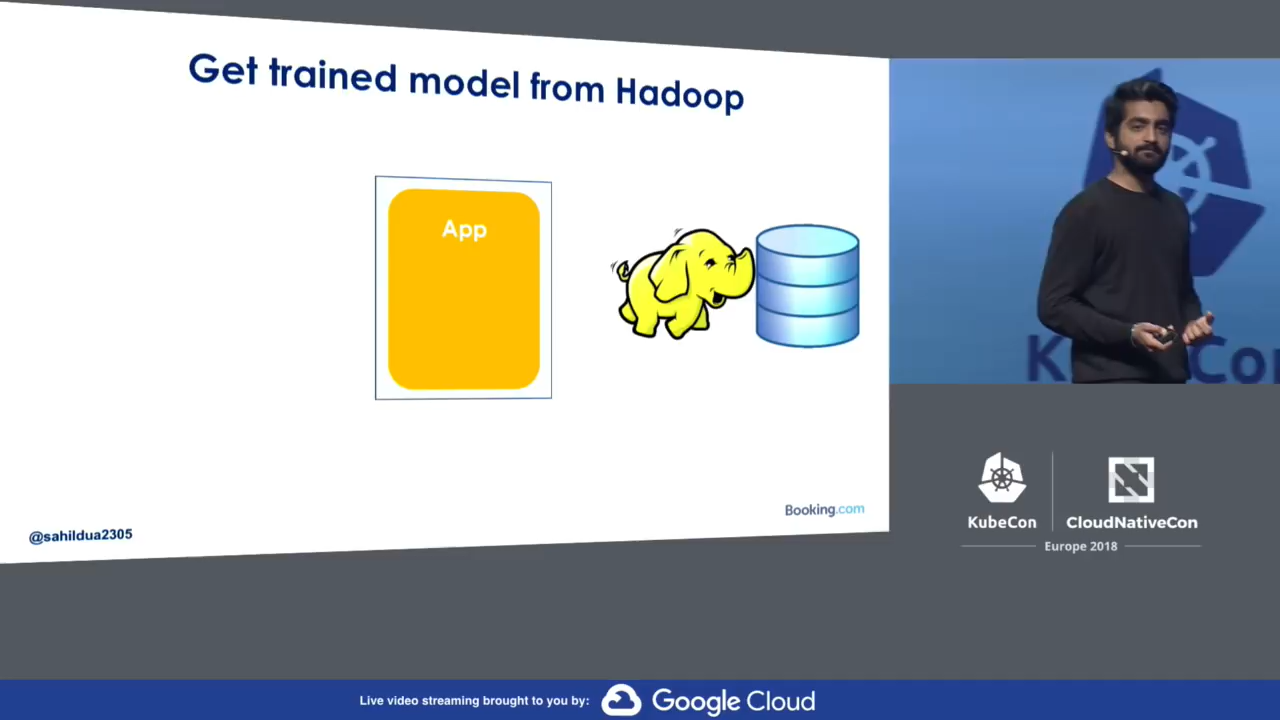 Get trained model from Hadoop
App
Booking.com
@sahildua2305
KubeCon
CloudNativeCon
Europe 2018
Live video streaming brought to you by:
Google Cloud